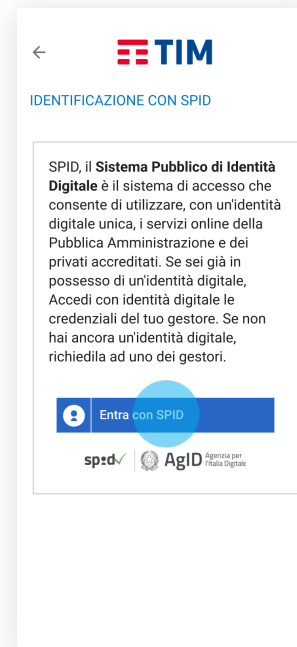 TIM
IDENTIFICAZIONE CON SPID
SPID, il Sistema Pubblico di Identità
Digitale è il sistema di accesso che
consente di utilizzare, con un'identità
digitale unica, i servizi online della
Pubblica Amministrazione e dei
privati accreditati. Se sei già in
possesso di un'identità digitale,
Accedi con identità digitale le
credenziali del tuo gestore. Se non
hai ancora un'identità digitale,
richiedila ad uno dei gestori.
Entra con SPID
spid AgID Agenzia per
l'Italia Digitale